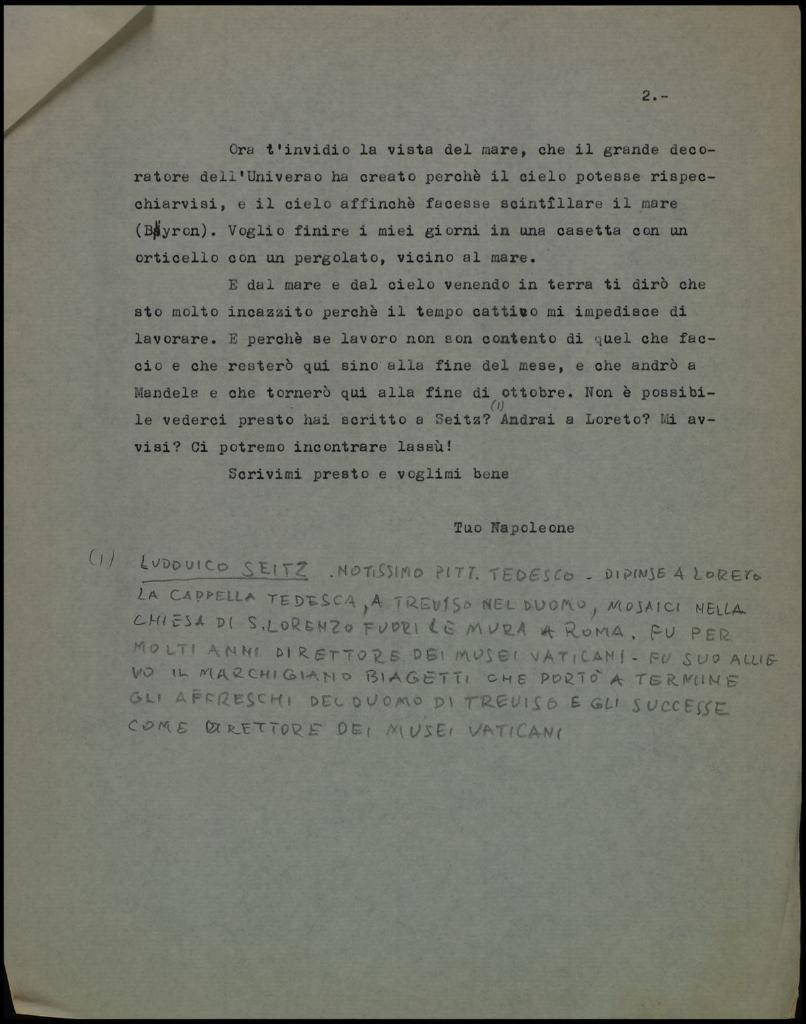 2.-
Ora t'invidio la vista del mare, che il grande deco-
ratore dell'Universo ha creato perchè il cielo potesse rispec-
chiarvisi, e il cielo affinchè facesse scintillare il mare
(Byron). Voglio finire i miei giorni in una casetta con un
orticello con un pergolato, vicino al mare.
E dal mare e dal cielo venendo in terra ti dirò che
sto molto incazzito perchè il tempo cattivo mi impedisce di
lavorare. E perchè se lavoro non son contento di quel che fac-
cio e che resterò qui sino alla fine del mese, e che andrò a
Mandela e che tornerò qui alla fine di ottobre. Non è possibi-
le vederci presto hai scritto a Seitz?(1) Andrai a Loreto? Mi av-
visi? Ci potremo incontrare lassù!
Scrivimi presto e voglimi bene
Tuo Napoleone
(1) LUDOVICO SEITZ . NOTISSIMO PITT. TEDESCO - DIPINSE A LORETO
LA CAPPELLA TEDESCA, A TREVISO NEL DUOMO, MOSAICI NELLA
CHIESA DI S. LORENZO FUORI LE MURA A ROMA. FU PER
MOLTI ANNI DIRETTORE DEI MUSEI VATICANI - FU SUO ALLIE
VO IL MARCHIGIANO BIAGETTI CHE PORTO' A TERMINE
GLI AFFRESCHI DEL DUOMO DI TREVISO E GLI SUCCESSE
COME DIRETTORE DEI MUSEI VATICANI